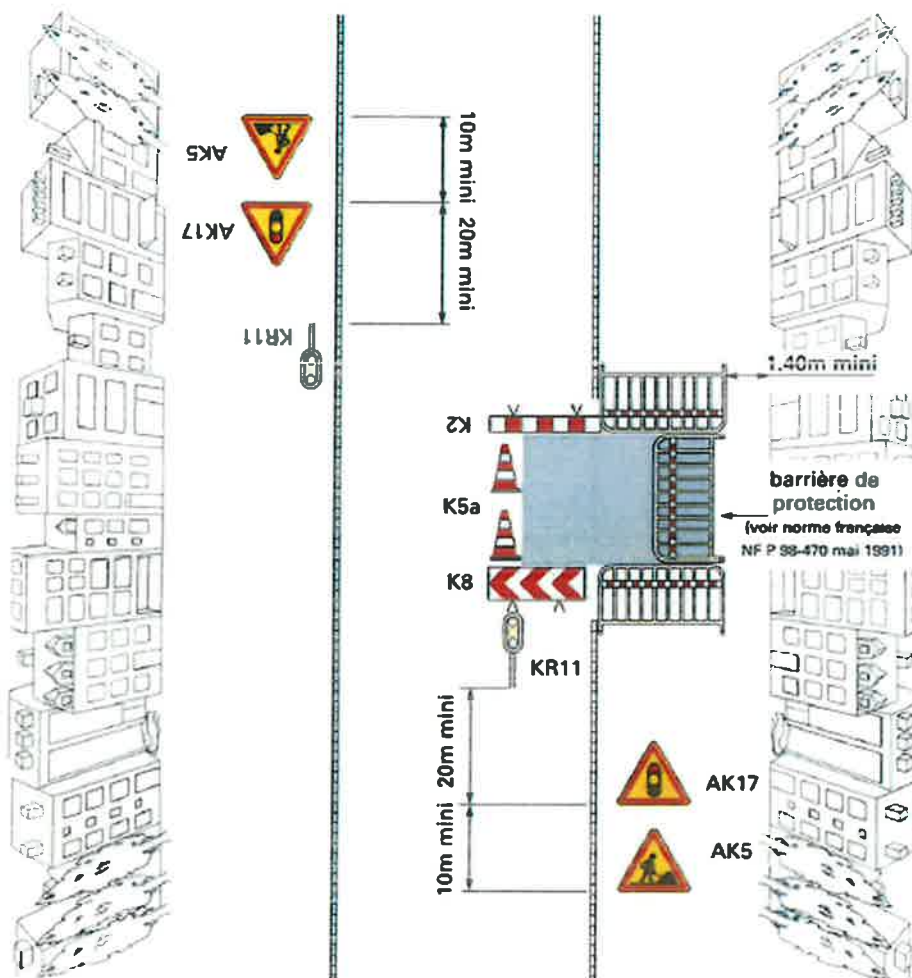 AK5
10m mini
AK17
20m mini
KR11
1.40m mini
K2
barrière de
protection
(voir norme française
NF P 98-470 mai 1991)
K5a
K8
KR11
20m mini
AK17
10m mini
AK5